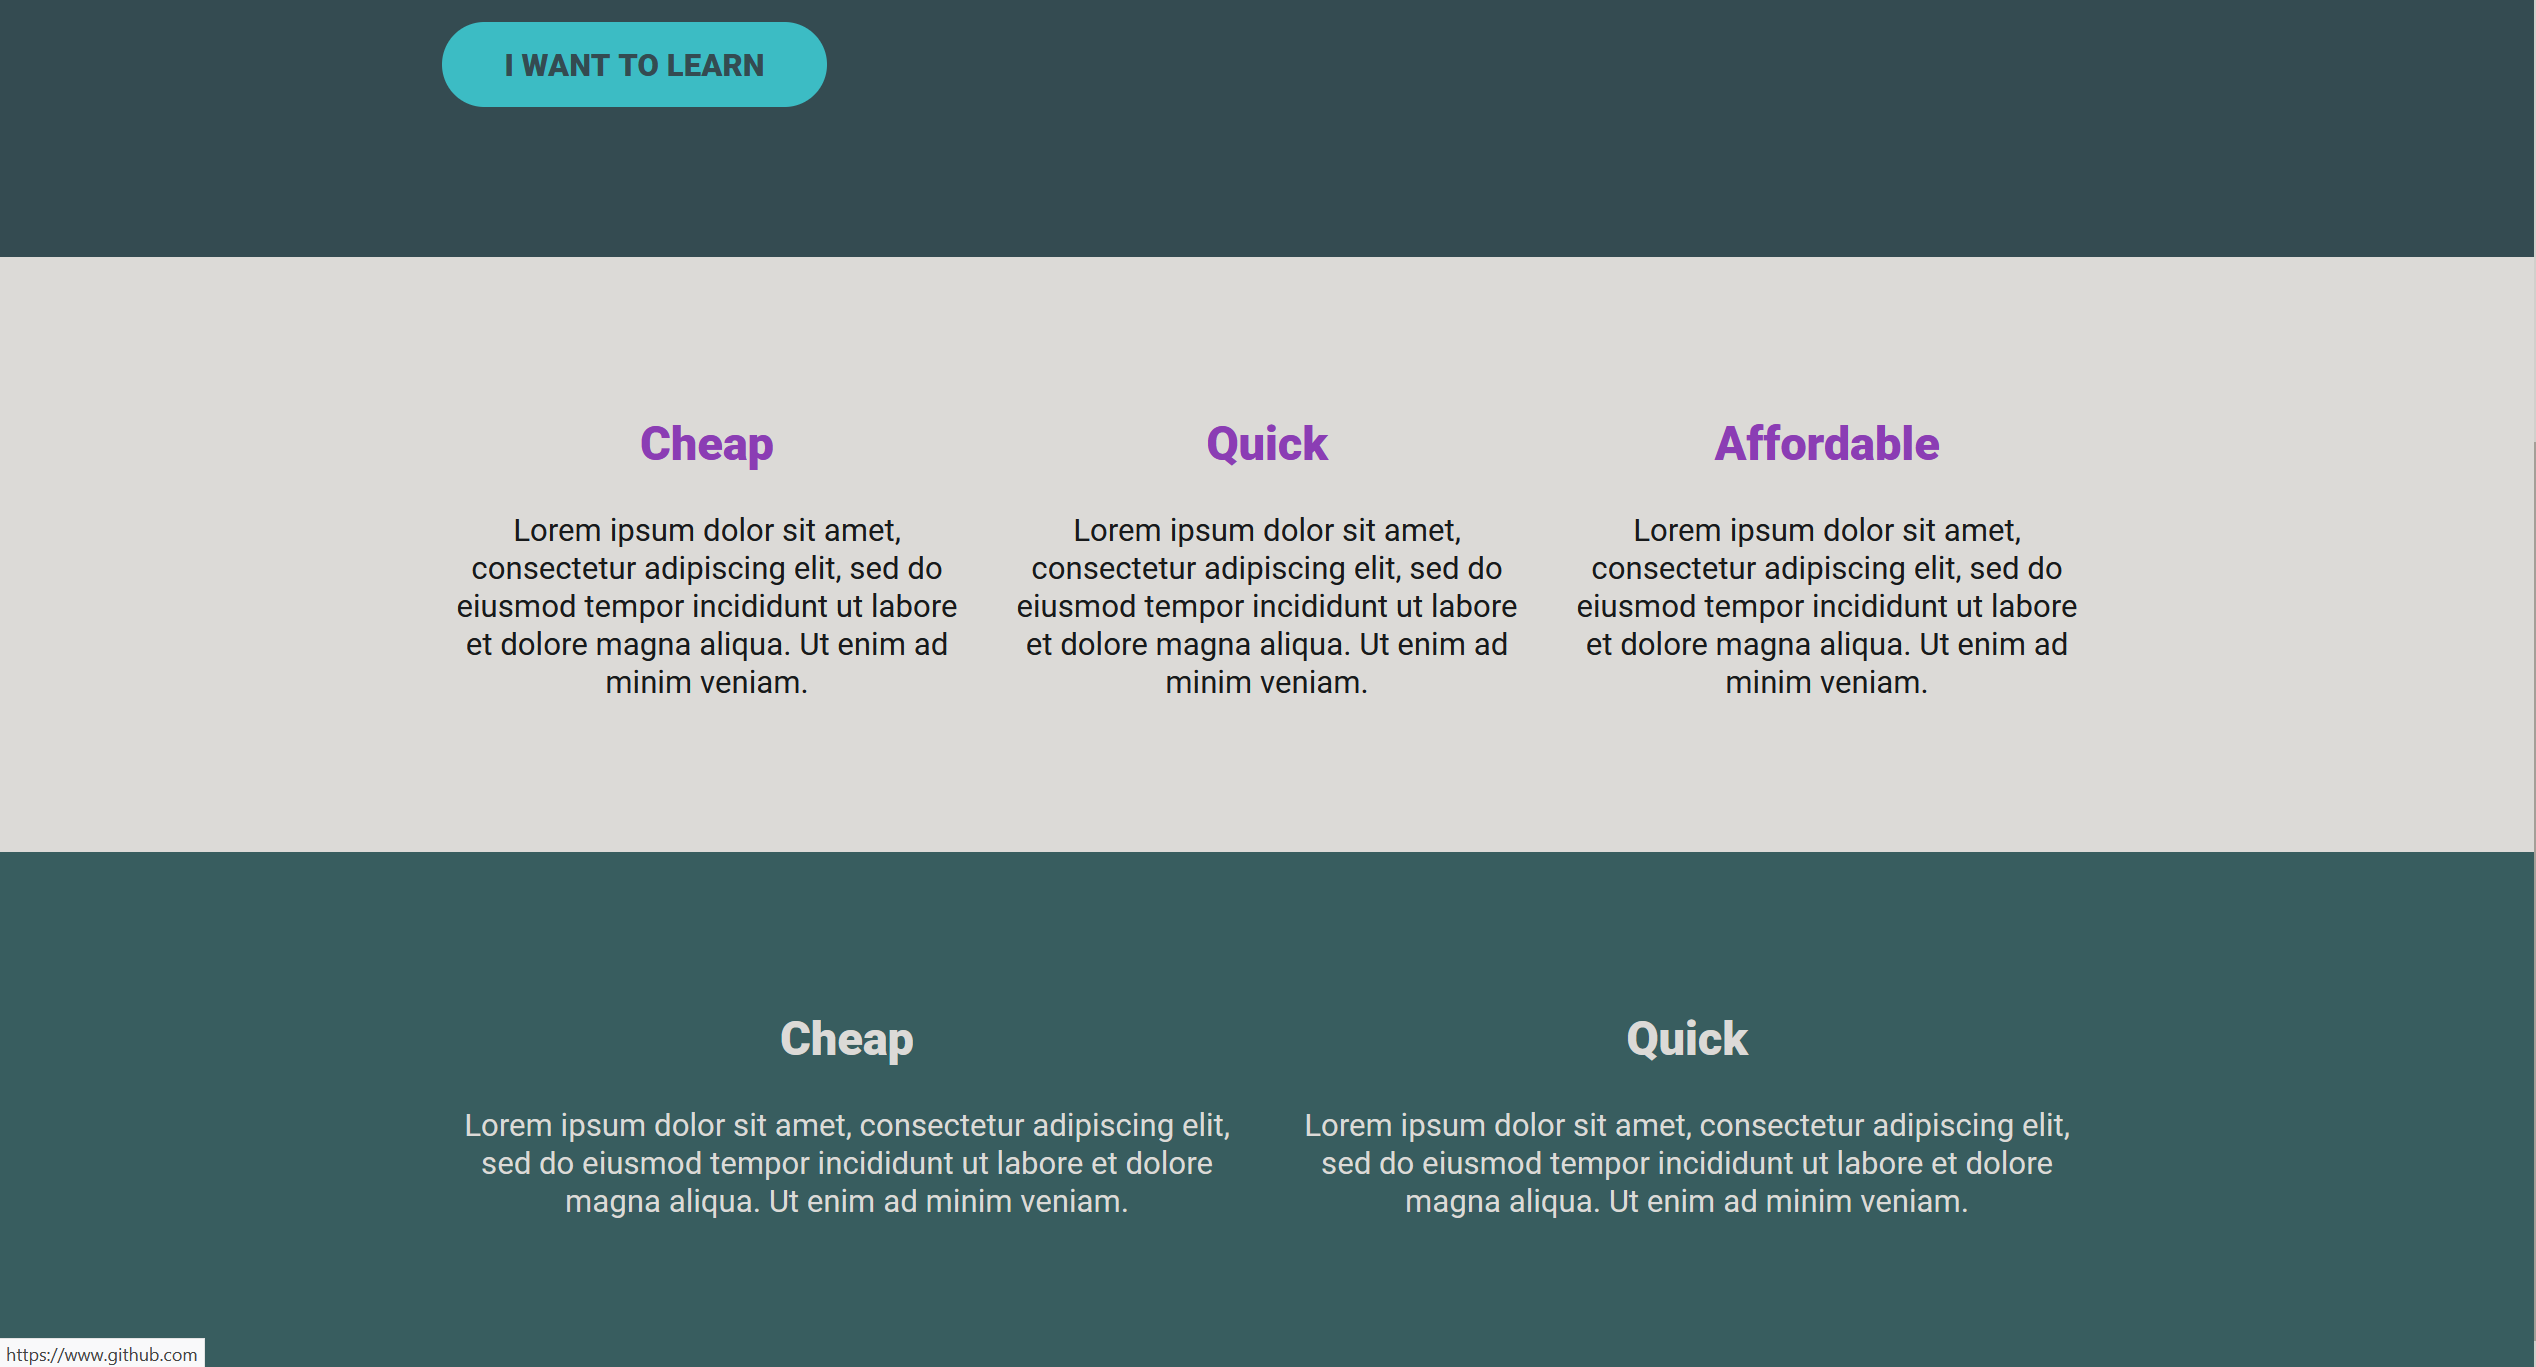 I WANT TO LEARN
Cheap
Lorem ipsum dolor sit amet,
consectetur adipiscing elit, sed do
eiusmod tempor incididunt ut labore
et dolore magna aliqua. Ut enim ad
minim veniam.
Quick
Lorem ipsum dolor sit amet,
consectetur adipiscing elit, sed do
eiusmod tempor incididunt ut labore
et dolore magna aliqua. Ut enim ad
minim veniam.
Affordable
Lorem ipsum dolor sit amet,
consectetur adipiscing elit, sed do
eiusmod tempor incididunt ut labore
et dolore magna aliqua. Ut enim ad
minim veniam.
Cheap
Lorem ipsum dolor sit amet, consectetur adipiscing elit,
sed do eiusmod tempor incididunt ut labore et dolore
magna aliqua. Ut enim ad minim veniam.
Quick
Lorem ipsum dolor sit amet, consectetur adipiscing elit,
sed do eiusmod tempor incididunt ut labore et dolore
magna aliqua. Ut enim ad minim veniam.
https://www.github.com